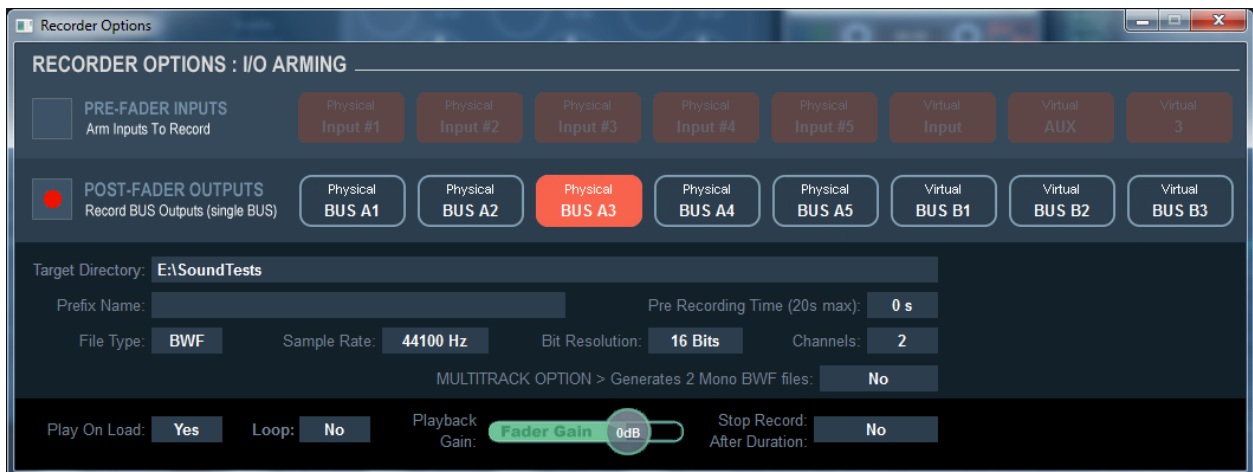 Recorder Options
RECORDER OPTIONS : I/O ARMING
PRE-FADER INPUTS
Arm Inputs To Record
Physical Input #1
Physical Input #2
Physical Input #3
Physical Input #4
Physical Input #5
Virtual Input
Virtual AUX
Virtual 3
POST-FADER OUTPUTS
Record BUS Outputs (single BUS)
Physical BUS A1
Physical BUS A2
Physical BUS A3
Physical BUS A4
Physical BUS A5
Virtual BUS B1
Virtual BUS B2
Virtual BUS B3
Target Directory: E:\SoundTests
Prefix Name: Pre Recording Time (20s max): 0 s
File Type: BWF Sample Rate: 44100 Hz Bit Resolution: 16 Bits Channels: 2
MULTITRACK OPTION > Generates 2 Mono BWF files: No
Play On Load: Yes Loop: No
Playback Gain: Fader Gain 0dB
Stop Record After Duration: No